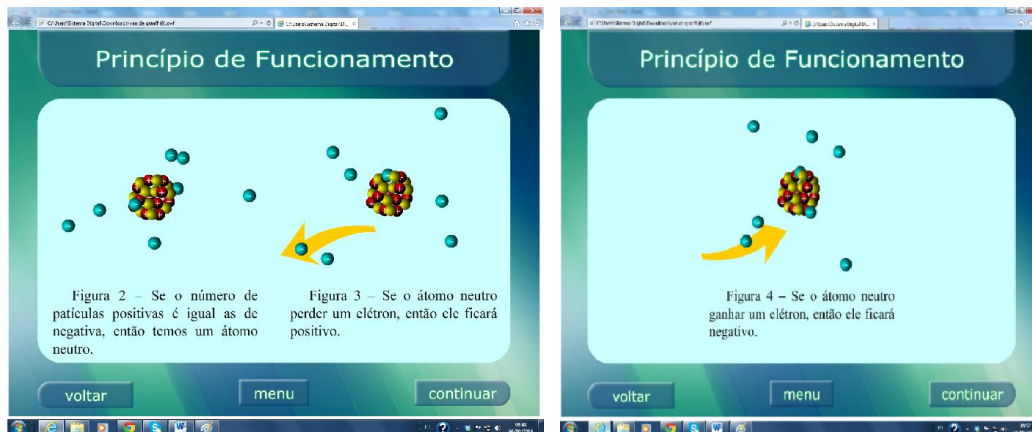 Princípio de Funcionamento
Figura 2 – Se o número de
patículas positivas é igual as de
negativa, então temos um átomo
neutro.
Figura 3 – Se o átomo neutro
perder um elétron, então ele ficará
positivo.
voltar
menu
continuar
Princípio de Funcionamento
Figura 4 – Se o átomo neutro
ganhar um elétron, então ele ficará
negativo.
voltar
menu
continuar